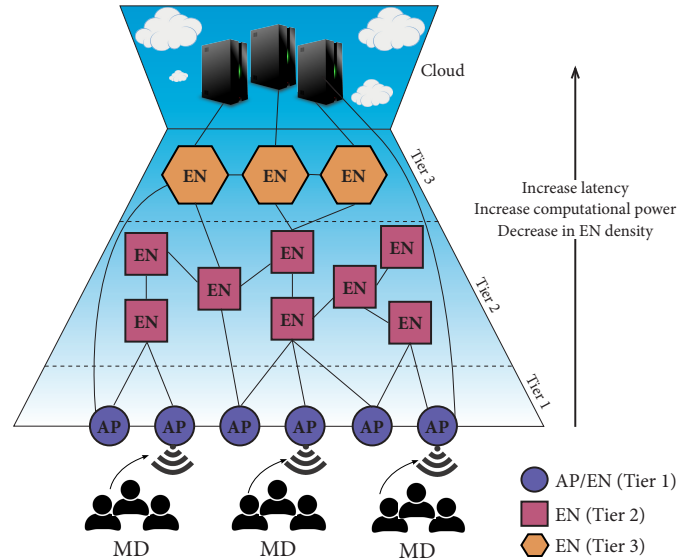 Cloud
Tier 3
EN
EN
EN
Increase latency
Increase computational power
Decrease in EN density
EN
EN
EN
EN
EN
Tier 2
EN
EN
EN
Tier 1
AP
AP
AP
AP
AP
AP
MD
MD
MD
AP/EN (Tier 1)
EN (Tier 2)
EN (Tier 3)